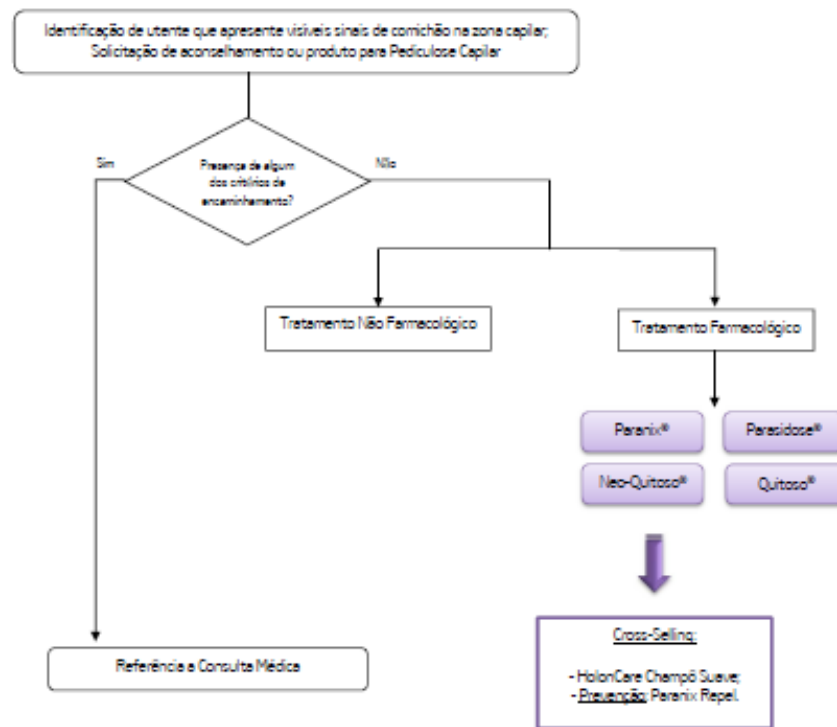 Identificação de utente que apresente visíveis sinais de comichão na zona capilar;
Solicitação de aconselhamento ou produto para Pediculose Capilar
Sim
Presença de algum
dos critérios de
encaminhamento?
Não
Tratamento Não Farmacológico
Tratamento Farmacológico
Paranix®
Parasidose®
Neo-Quitoso®
Quitoso®
Cross-Selling:
- HolonCare Champô Suave;
- Prevenção: Paranix Repel.
Referência a Consulta Médica